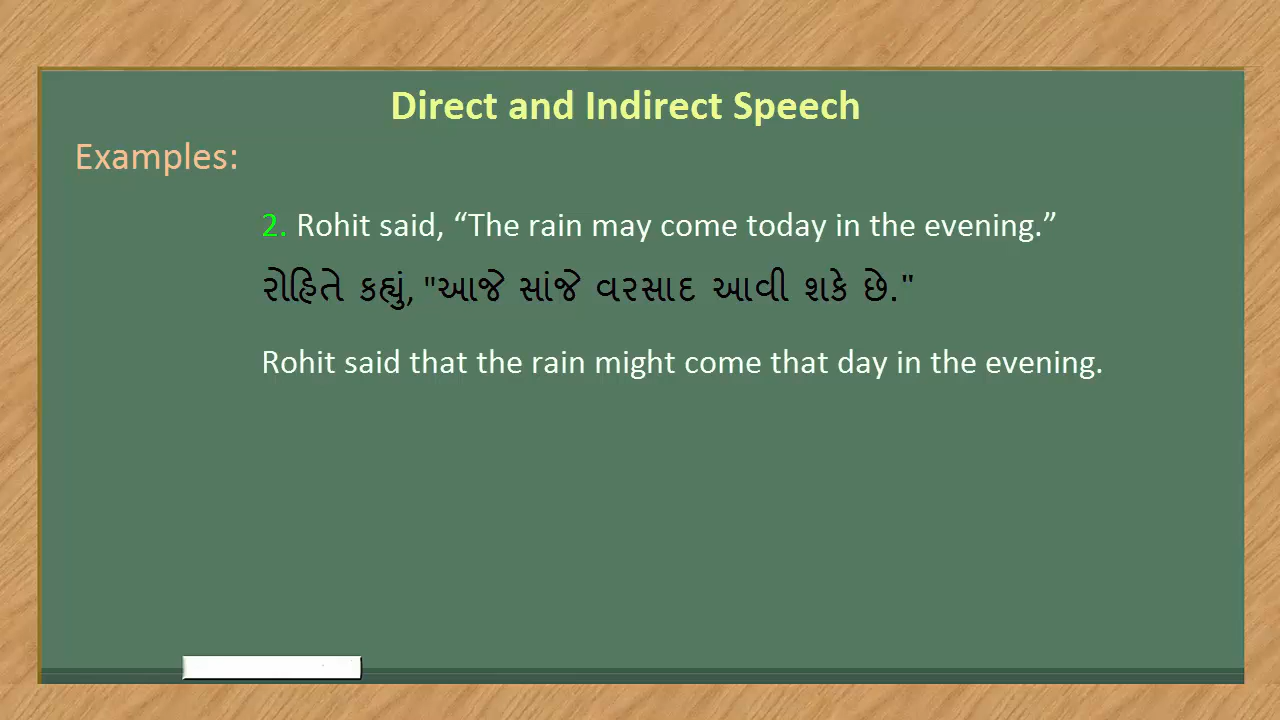 Direct and Indirect Speech
Examples:
2. Rohit said, “The rain may come today in the evening.”
રોહિતે કહ્યું, "આજે સાંજે વરસાદ આવી શકે છે."
Rohit said that the rain might come that day in the evening.